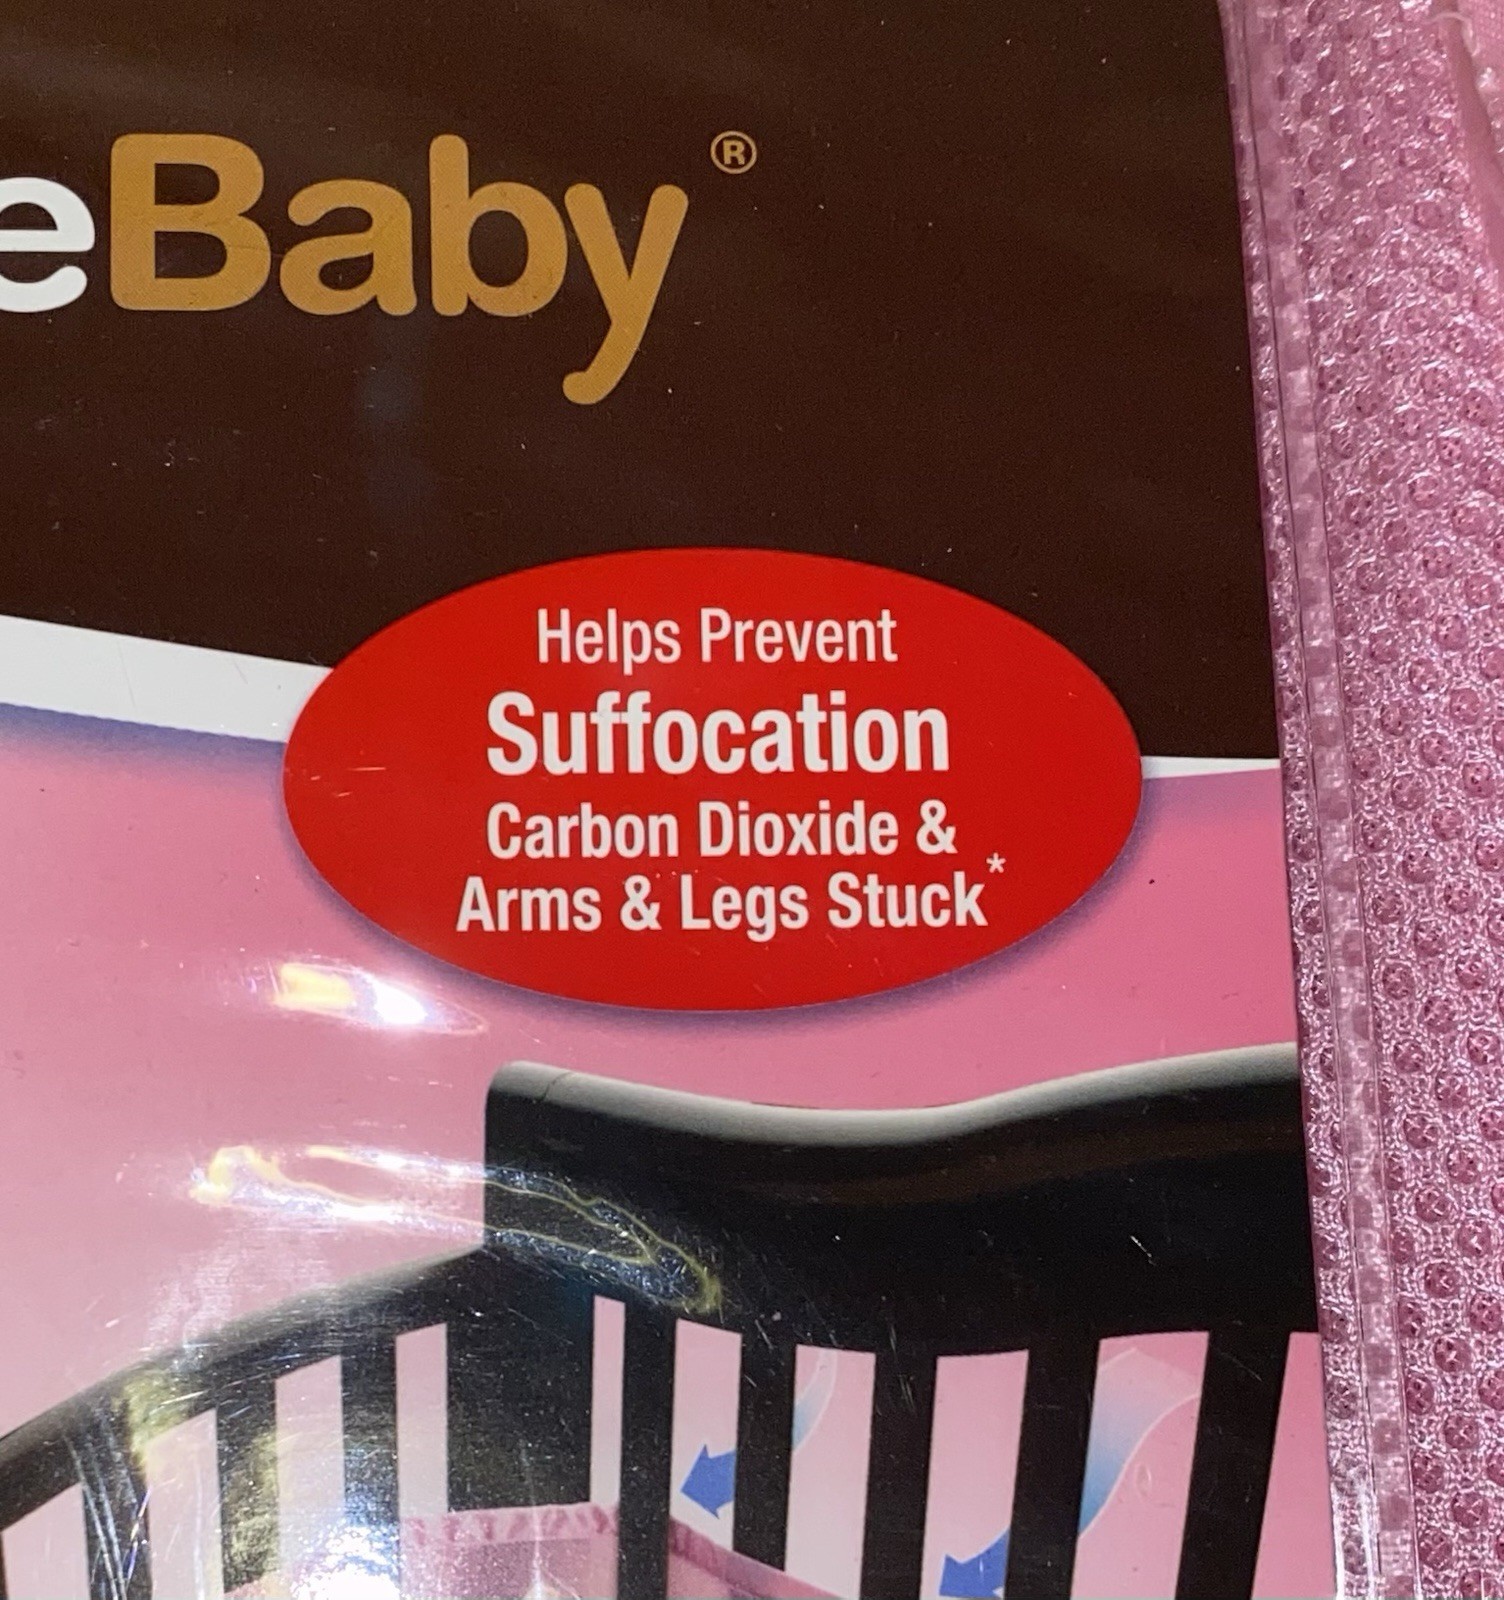 eBaby®
Helps Prevent
Suffocation
Carbon Dioxide &
Arms & Legs Stuck*